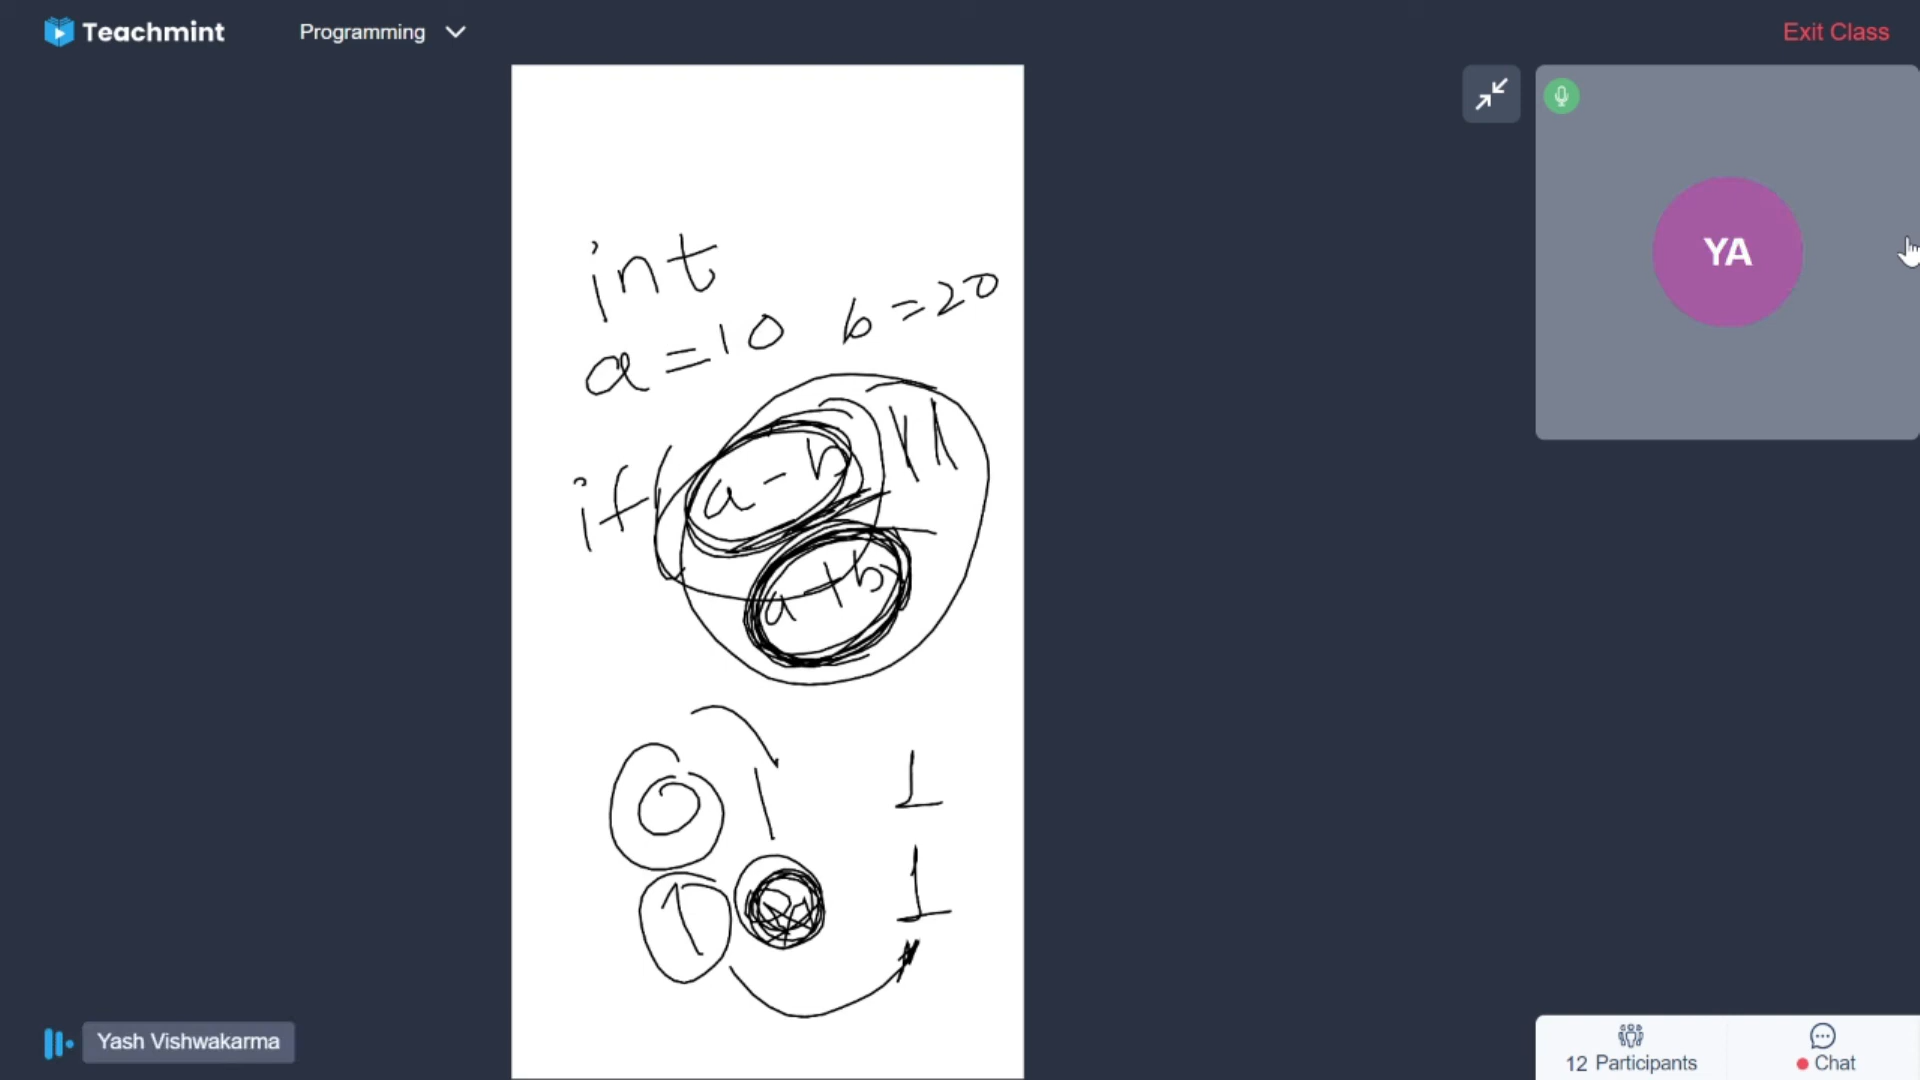 Teachmint
Programming
Exit Class
YA
int
a=10 b=20
if(a-b||
a+b
0 1 1
1 1
Yash Vishwakarma
12 Participants
Chat